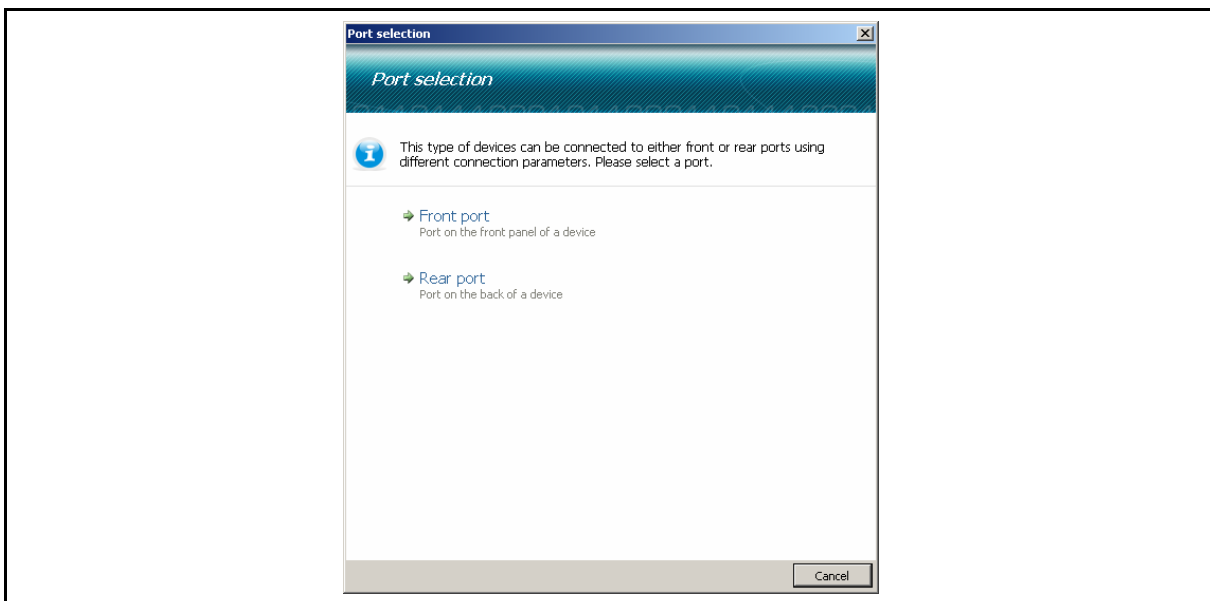 Port selection
Port selection
This type of devices can be connected to either front or rear ports using
different connection parameters. Please select a port.
Front port
Port on the front panel of a device
Rear port
Port on the back of a device
Cancel